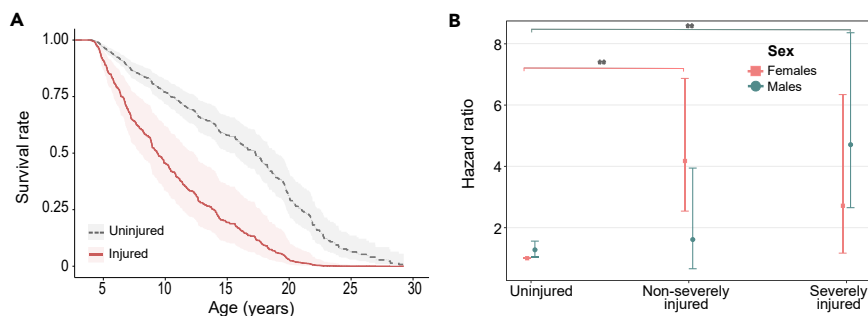 A
1.00
0.75
0.5
0.25
0
Survival rate
Uninjured
Injured
5
10
15
20
25
30
Age (years)
B
8
6
4
2
Hazard ratio
**
**
Sex
Females
Males
Uninjured
Non-severely
injured
Severely
injured